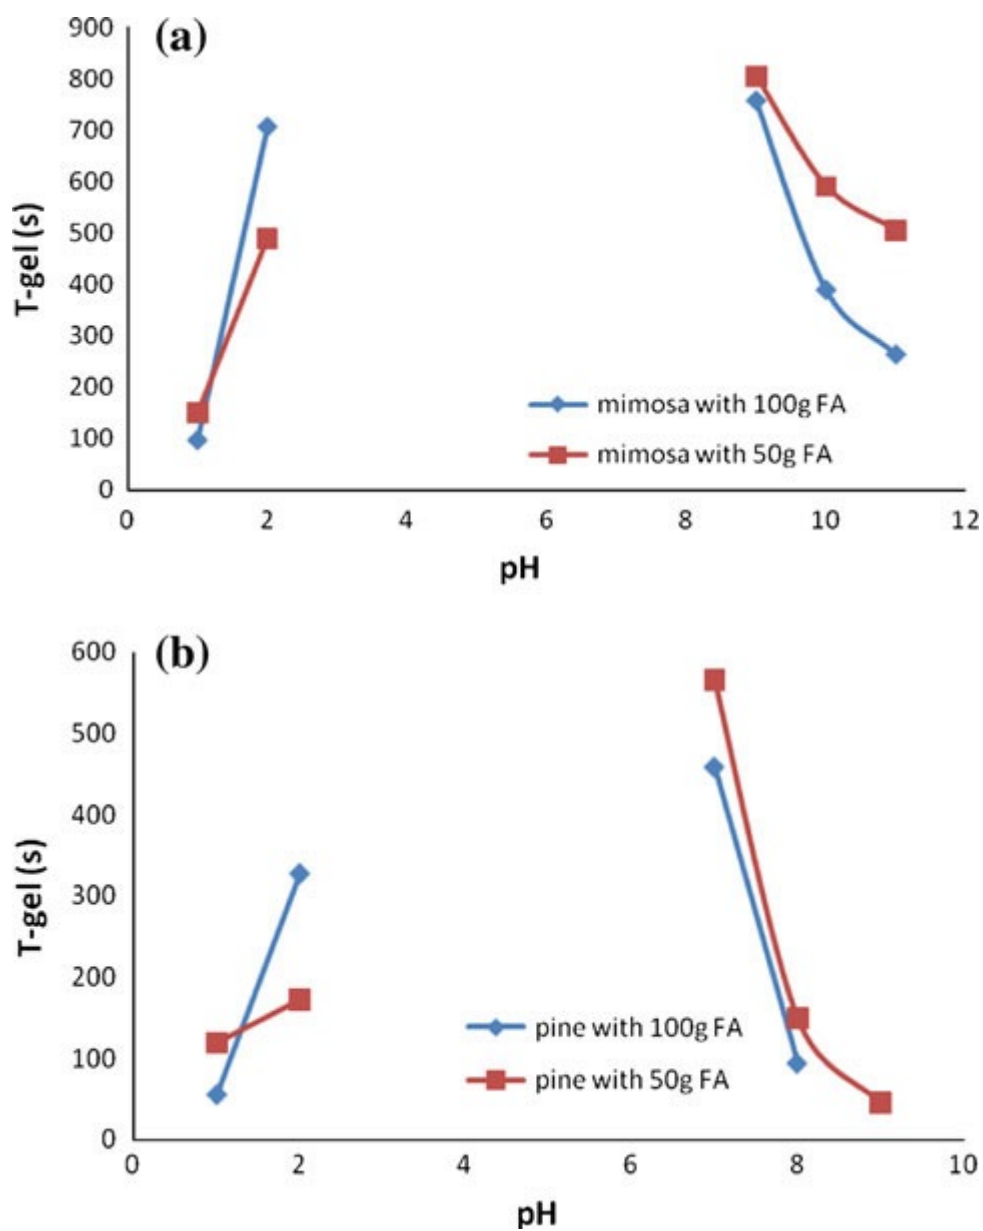 (a)
900
800
700
600
500
400
300
200
100
0
T-gel (s)
mimosa with 100g FA
mimosa with 50g FA
0 2 4 6 8 10 12
pH
(b)
600
500
400
300
200
100
0
T-gel (s)
pine with 100g FA
pine with 50g FA
0 2 4 6 8 10
pH